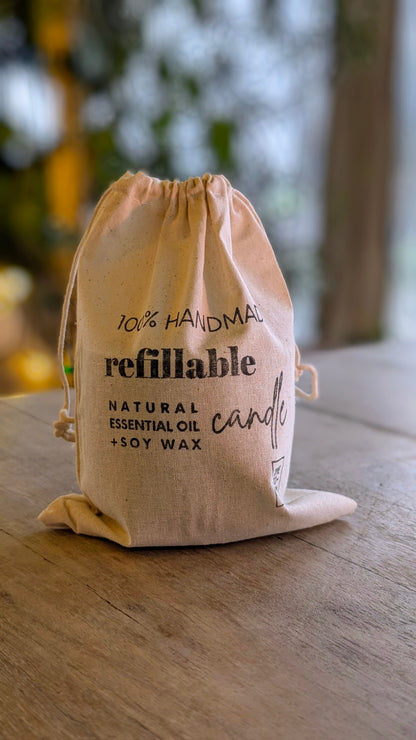 100% HANDMAD
refillable
NATURAL
ESSENTIAL OIL
+SOY WAX
candle